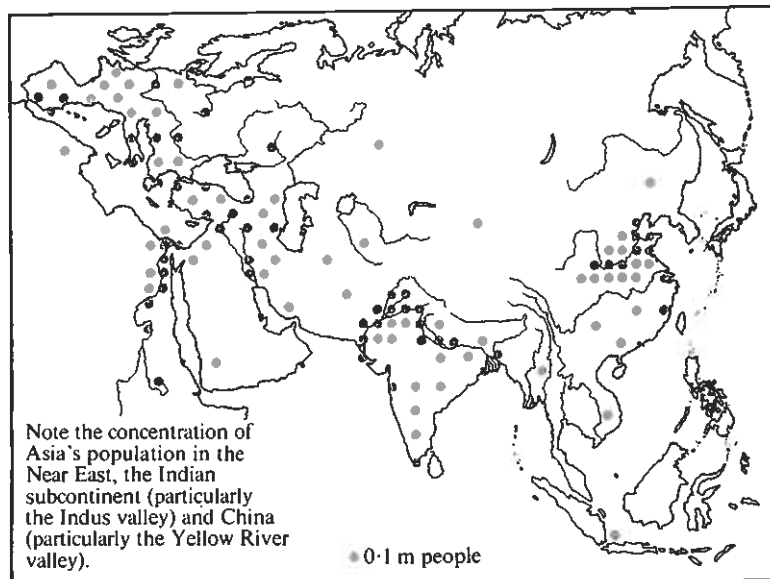 Note the concentration of
Asia's population in the
Near East, the Indian
subcontinent (particularly
the Indus valley) and China
(particularly the Yellow River
valley).
0·1 m people